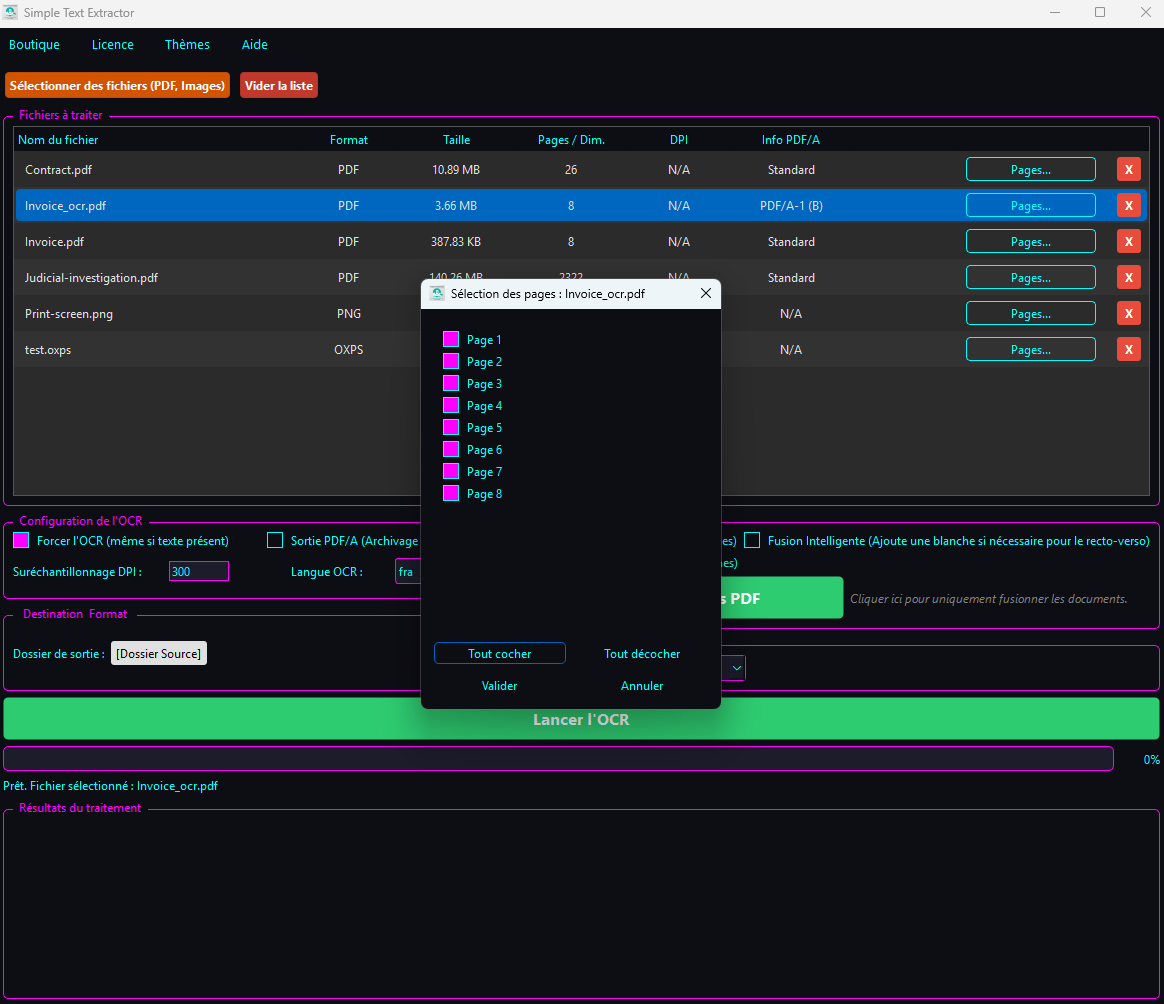 Simple Text Extractor
Boutique Licence Thèmes Aide
Sélectionner des fichiers (PDF, Images) Vider la liste
Fichiers à traiter
Nom du fichier Format Taille Pages / Dim. DPI Info PDF/A
Contract.pdf PDF 10.89 MB 26 N/A Standard Pages... X
Invoice_ocr.pdf PDF 3.66 MB 8 N/A PDF/A-1 (B) Pages... X
Invoice.pdf PDF 387.83 KB 8 N/A Standard Pages... X
Judicial-investigation.pdf PDF 140.26 MB 2322 N/A Standard Pages... X
Print-screen.png PNG N/A Pages... X
test.oxps OXPS N/A Pages... X
Sélection des pages : Invoice_ocr.pdf
Page 1
Page 2
Page 3
Page 4
Page 5
Page 6
Page 7
Page 8
Tout cocher Tout décocher
Valider Annuler
Configuration de l'OCR
Forcer l'OCR (même si texte présent) Sortie PDF/A (Archivage es) Fusion Intelligente (Ajoute une blanche si nécessaire pour le recto-verso)
Suréchantillonnage DPI : 300 Langue OCR : fra es)
s PDF Cliquer ici pour uniquement fusionner les documents.
Destination Format
Dossier de sortie : [Dossier Source]
Lancer l'OCR
0%
Prêt. Fichier sélectionné : Invoice_ocr.pdf
Résultats du traitement